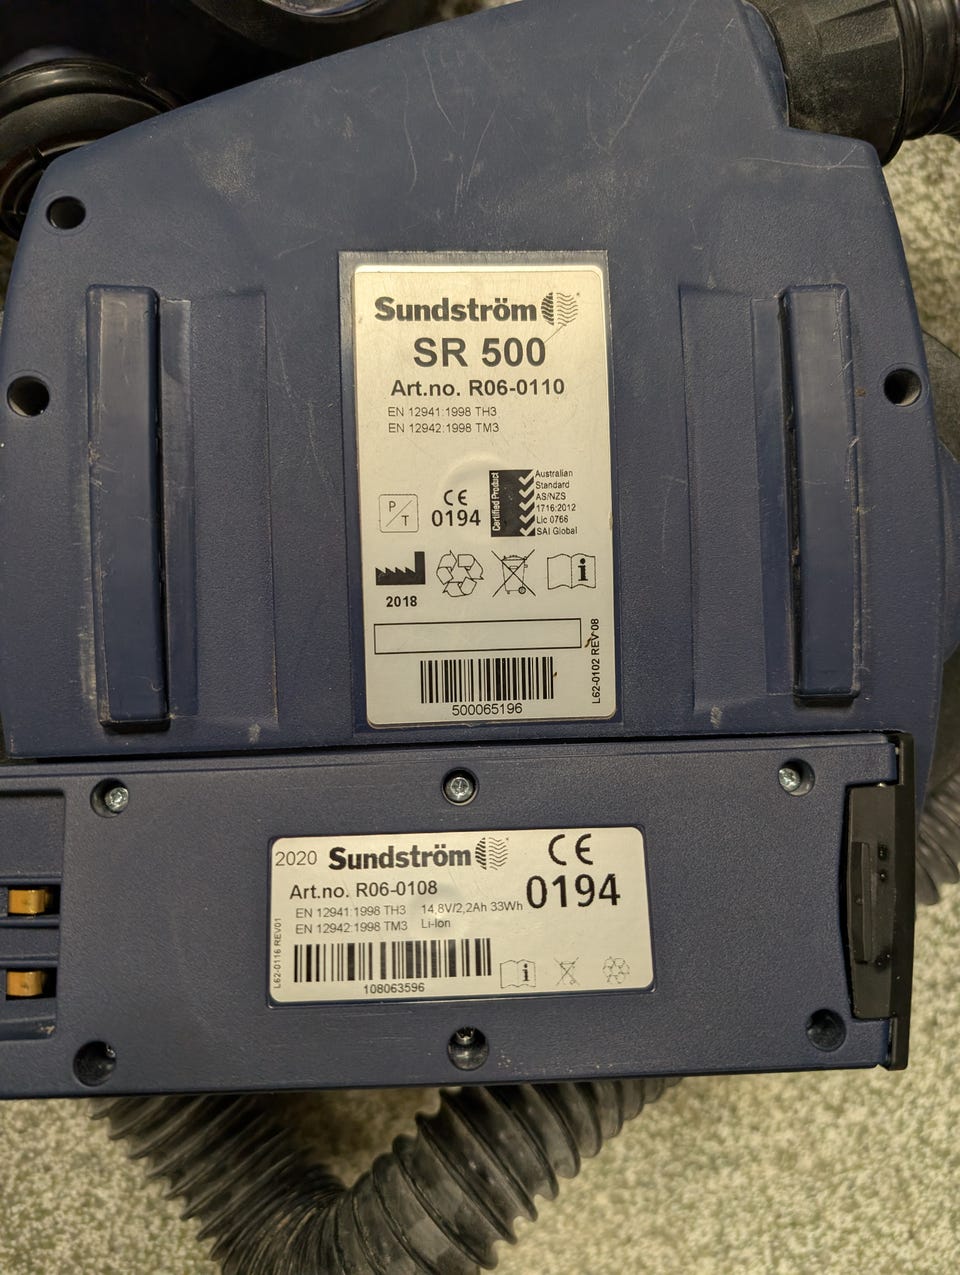 Sundström
SR 500
Art.no. R06-0110
EN 12941:1998 TH3
EN 12942:1998 TM3
P/T
CE
0194
Certified Product
Australian
Standard
AS/NZS
1716:2012
Lic 0766
SAI Global
2018
L62-0102 REV 08
500065196
2020 Sundström
CE
0194
Art.no. R06-0108
EN 12941:1998 TH3 14,8V/2,2Ah 33Wh
EN 12942:1998 TM3 Li-Ion
L62-0116 REV01
108063596